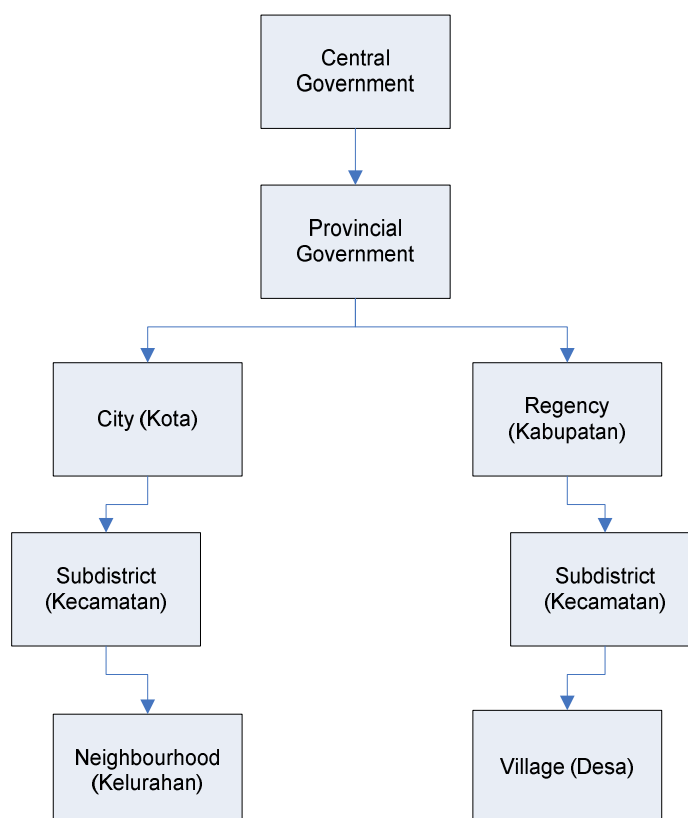 Central
Government
Provincial
Government
City (Kota)
Regency
(Kabupatan)
Subdistrict
(Kecamatan)
Subdistrict
(Kecamatan)
Neighbourhood
(Kelurahan)
Village (Desa)